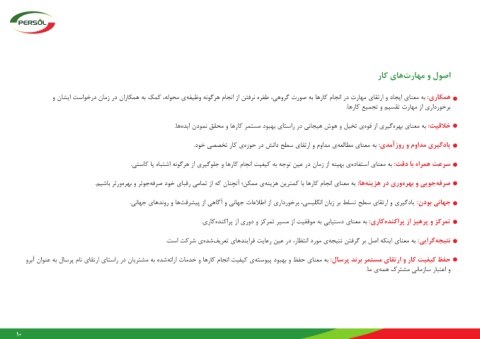 PERSÖL
اصول و مهارت‌های کار
همکاری: به معنای ایجاد و ارتقای مهارت در انجام کارها به صورت گروهی، طفره نرفتن از انجام هرگونه وظیفه‌ی محوله، کمک به همکاران در زمان درخواست ایشان و
برخورداری از مهارت تقسیم و تجمیع کارها.
خلاقیت: به معنای بهره‌گیری از قوه‌ی تخیل و هوش هیجانی در راستای بهبود مستمر کارها و محقق نمودن ایده‌ها.
یادگیری مداوم و روزآمدی: به معنای مطالعه‌ی مداوم و ارتقای سطح دانش در حوزه‌ی کار تخصصی خود.
سرعت همراه با دقت: به معنای استفاده‌ی بهینه از زمان در عین توجه به کیفیت انجام کارها و جلوگیری از هرگونه اشتباه یا کاستی.
صرفه‌جویی و بهره‌وری در هزینه‌ها: به معنای انجام کارها با کمترین هزینه‌ی ممکن؛ آنچنان که از تمامی رقبای خود صرفه‌جوتر و بهره‌ورتر باشیم.
جهانی بودن: یادگیری و ارتقای سطح تسلط بر زبان انگلیسی، برخورداری از اطلاعات جهانی و آگاهی از پیشرفت‌ها و روندهای جهانی.
تمرکز و پرهیز از پراکنده‌کاری: به معنای دستیابی به موفقیت از مسیر تمرکز و دوری از پراکنده‌کاری.
نتیجه‌گرایی: به معنای اینکه اصل بر گرفتن نتیجه‌ی مورد انتظار، در عین رعایت فرایندهای تعریف‌شده‌ی شرکت است.
حفظ کیفیت کار و ارتقای مستمر برند پرسال: به معنای حفظ و بهبود پیوسته‌ی کیفیت انجام کارها و خدمات ارائه‌شده به مشتریان در راستای ارتقای نام پرسال به عنوان آبرو
و اعتبار سازمانی مشترک همه‌ی ما.
۱۰